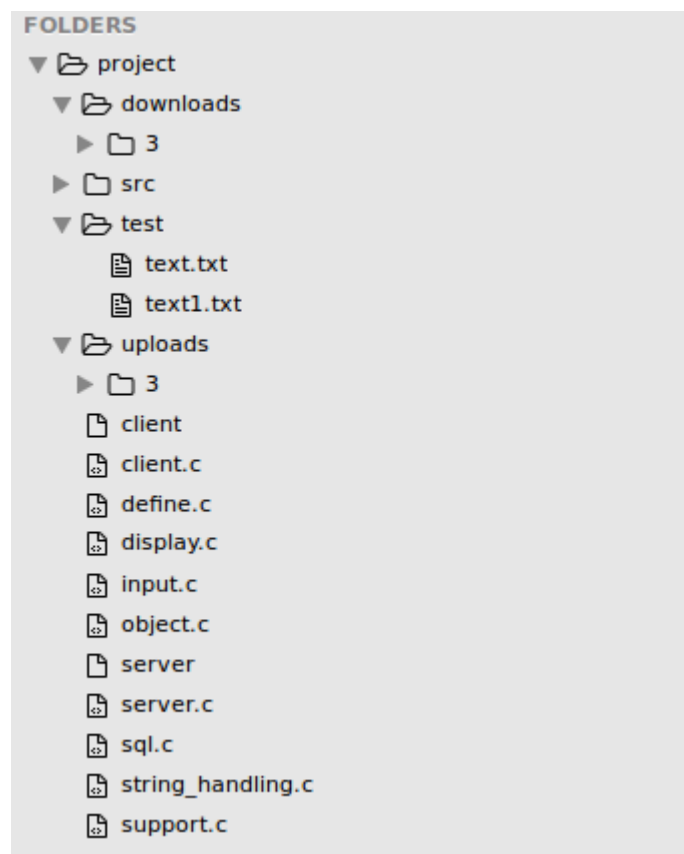 FOLDERS
project
downloads
3
src
test
text.txt
text1.txt
uploads
3
client
client.c
define.c
display.c
input.c
object.c
server
server.c
sql.c
string_handling.c
support.c